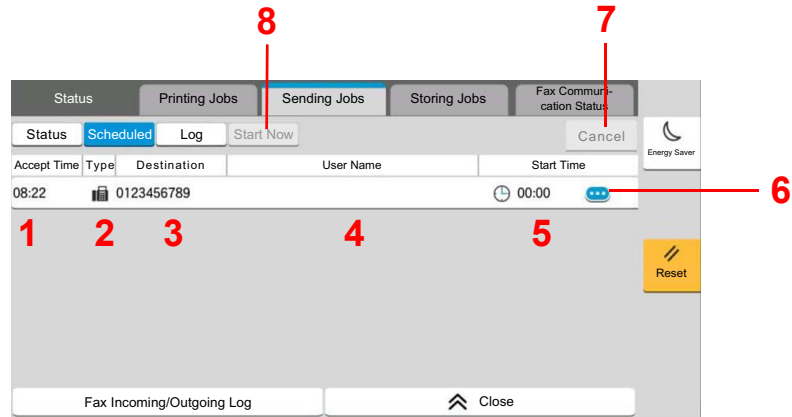 8
7
Status
Printing Jobs
Sending Jobs
Storing Jobs
Fax Communi-
cation Status
Status
Scheduled
Log
Start Now
Cancel
Energy Saver
Accept Time
Type
Destination
User Name
Start Time
08:22
0123456789
00:00
6
1
2
3
4
5
Reset
Fax Incoming/Outgoing Log
Close